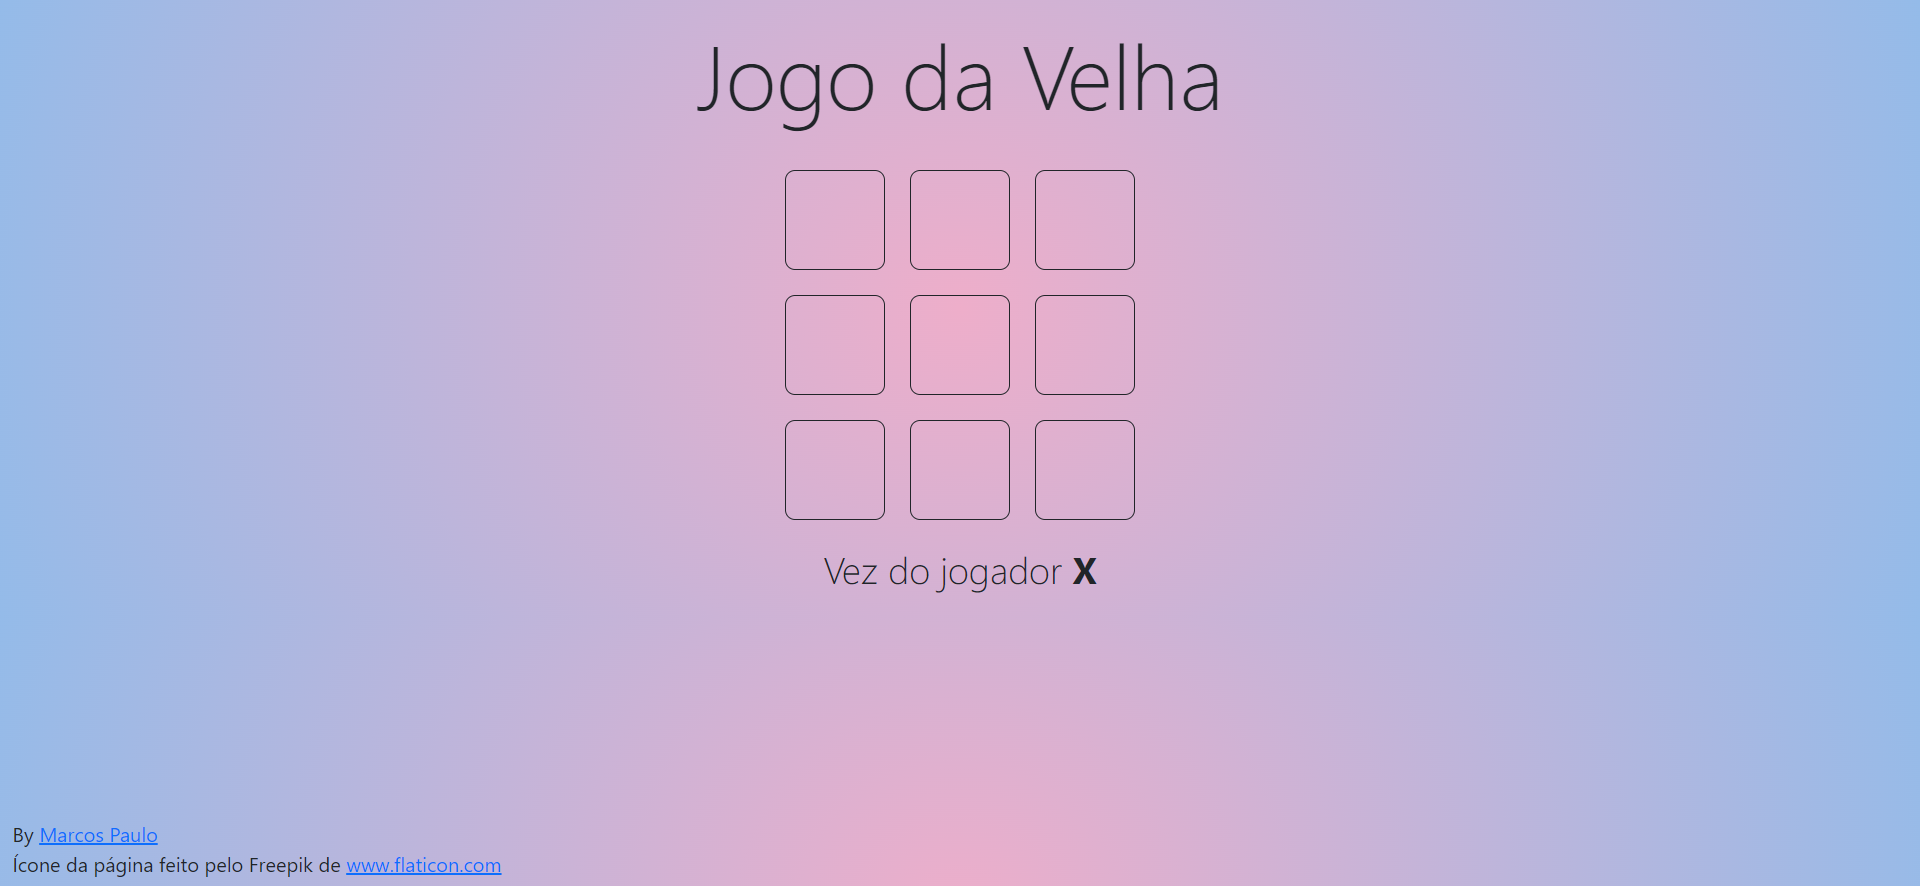 Jogo da Velha
Vez do jogador X
By Marcos Paulo
Ícone da página feito pelo Freepik de www.flaticon.com